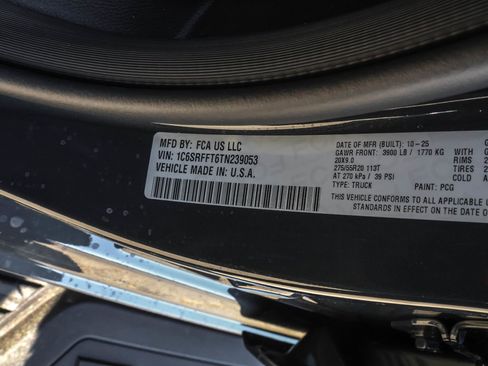 MFD BY: FCA US LLC
VIN: 1C6SRFFT6TN239053
VEHICLE MADE IN: U.S.A.
DATE OF MFR (BUILT): 10-25
GAWR FRONT: 3900 LB / 1770 KG
20X9.0
275/55R20 113T
AT 270 kPa / 39 PSI
TYPE: TRUCK PAINT: PCG
G
RIMS 2
TIRES 2
COLD A
THIS VEHICLE CONFORMS TO ALL
STANDARDS IN EFFECT ON THE DATE O